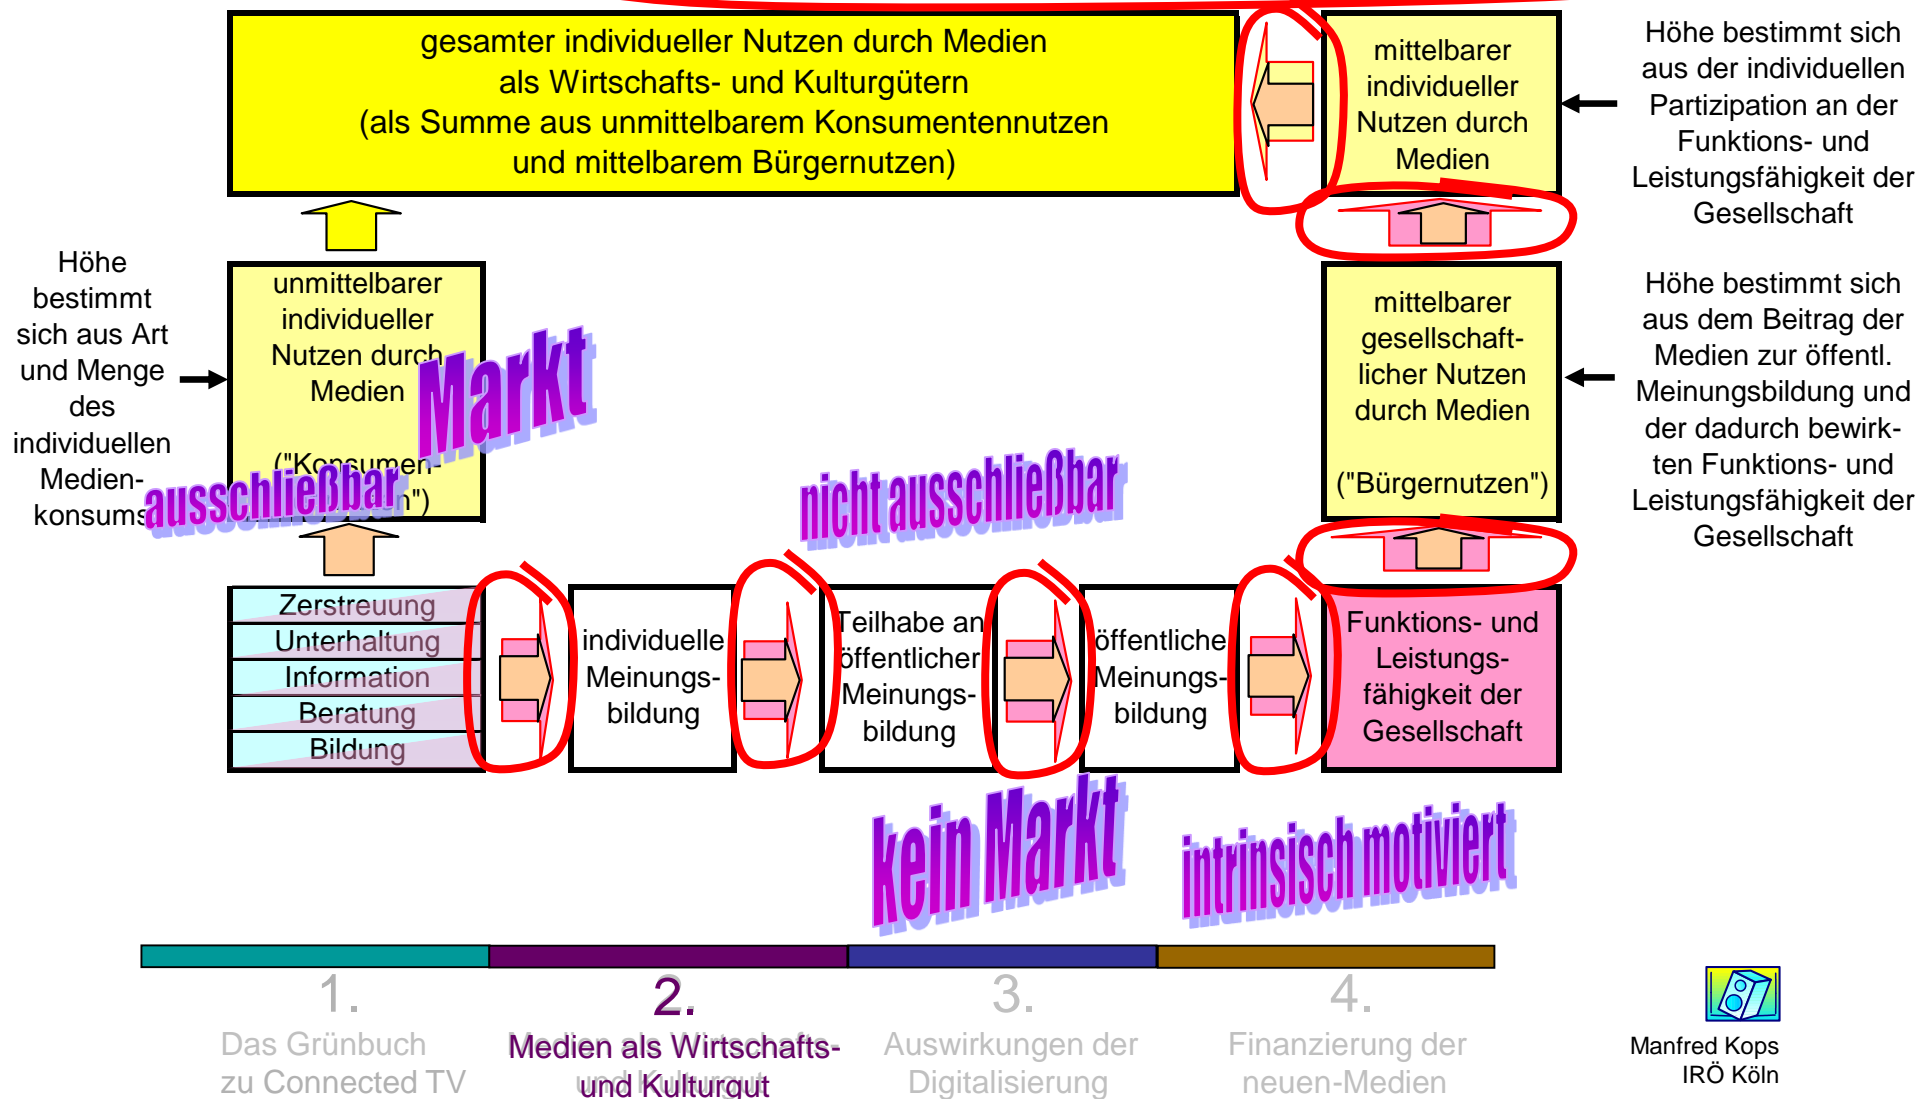 gesamter individueller Nutzen durch Medien
als Wirtschafts- und Kulturgütern
(als Summe aus unmittelbarem Konsumentennutzen
und mittelbarem Bürgernutzen)
mittelbarer
individueller
Nutzen durch
Medien
Höhe bestimmt sich
aus der individuellen
Partizipation an der
Funktions- und
Leistungsfähigkeit der
Gesellschaft
Höhe
bestimmt
sich aus Art
und Menge
des
individuellen
Medien-
konsums
unmittelbarer
individueller
Nutzen durch
Medien
("Konsumen-
Markt
ausschließbar
nicht ausschließbar
mittelbarer
gesellschaft-
licher Nutzen
durch Medien
("Bürgernutzen")
Höhe bestimmt sich
aus dem Beitrag der
Medien zur öffentl.
Meinungsbildung und
der dadurch bewirk-
ten Funktions- und
Leistungsfähigkeit der
Gesellschaft
Zerstreuung
Unterhaltung
Information
Beratung
Bildung
individuelle
Meinungs-
bildung
Teilhabe an
öffentlicher
Meinungs-
bildung
öffentliche
Meinungs-
bildung
Funktions- und
Leistungs-
fähigkeit der
Gesellschaft
kein Markt
intrinsisch motiviert
1.
Das Grünbuch
zu Connected TV
2.
Medien als Wirtschafts-
und Kulturgut
3.
Auswirkungen der
Digitalisierung
4.
Finanzierung der
neuen-Medien
Manfred Kops
IRÖ Köln